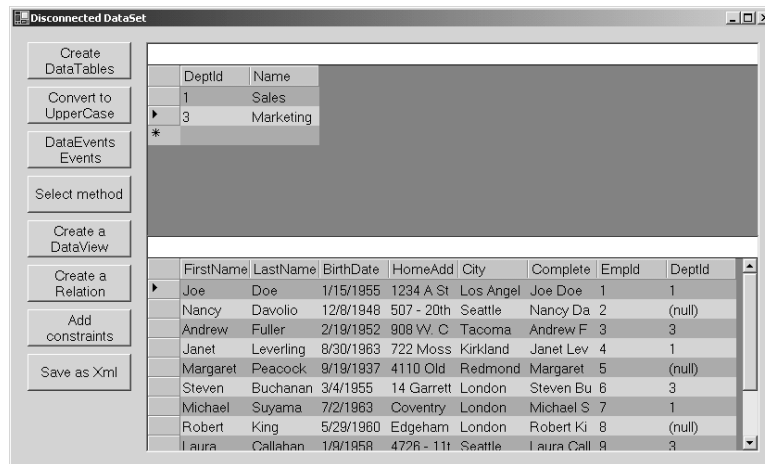 Disconnected DataSet
Create
DataTables
Convert to
UpperCase
DataEvents
Events
Select method
Create a
DataView
Create a
Relation
Add
constraints
Save as Xml
DeptId Name
1 Sales
3 Marketing
*
FirstName LastName BirthDate HomeAdd City Complete EmpId DeptId
Joe Doe 1/15/1955 1234 A St Los Angel Joe Doe 1 1
Nancy Davolio 12/8/1948 507 - 20th Seattle Nancy Da 2 (null)
Andrew Fuller 2/19/1952 908 W. C Tacoma Andrew F 3 3
Janet Leverling 8/30/1963 722 Moss Kirkland Janet Lev 4 1
Margaret Peacock 9/19/1937 4110 Old Redmond Margaret 5 (null)
Steven Buchanan 3/4/1955 14 Garrett London Steven Bu 6 3
Michael Suyama 7/2/1963 Coventry London Michael S 7 1
Robert King 5/29/1960 Edgeham London Robert Ki 8 (null)
Laura Callahan 1/9/1958 4726 - 11t Seattle Laura Call 9 3